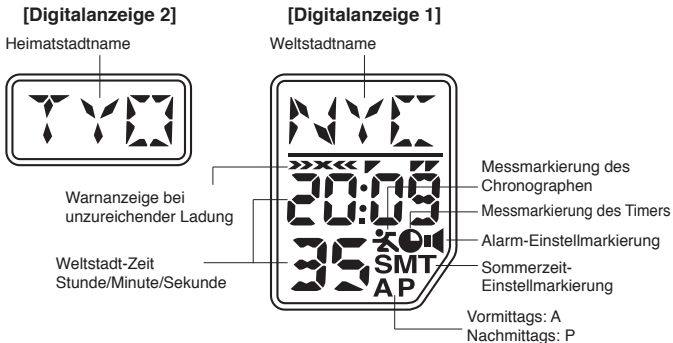 [Digitalanzeige 2]
Heimatstadtname
TYO
[Digitalanzeige 1]
Weltstadtname
NYC
20:09
35
SMT
A P
Warnanzeige bei
unzureichender Ladung
Weltstadt-Zeit
Stunde/Minute/Sekunde
Messmarkierung des
Chronographen
Messmarkierung des Timers
Alarm-Einstellmarkierung
Sommerzeit-
Einstellmarkierung
Vormittags: A
Nachmittags: P